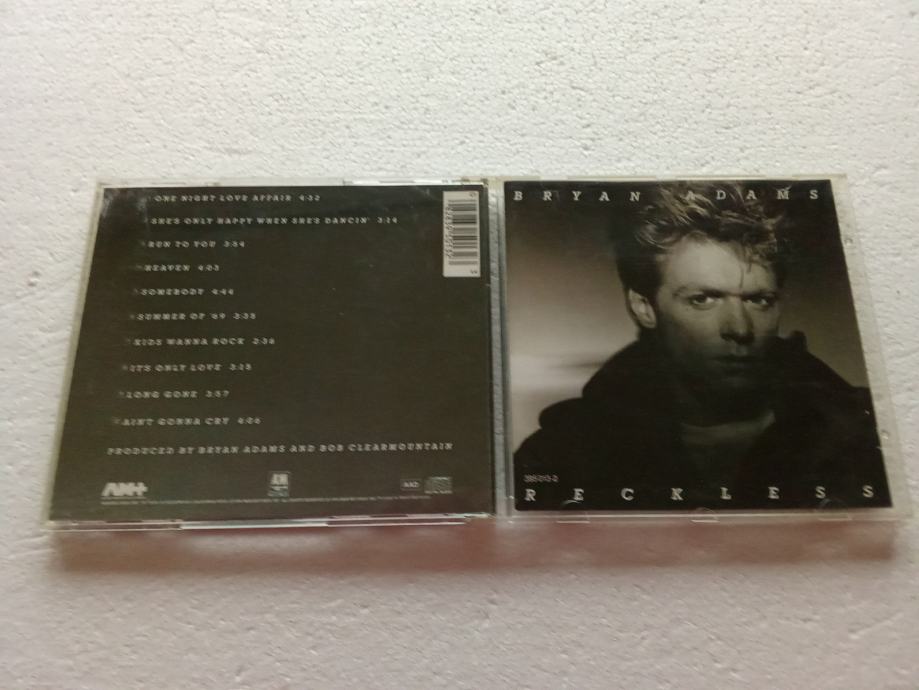 ONE NIGHT LOVE AFFAIR 4:32
SHE'S ONLY HAPPY WHEN SHE'S DANCIN' 3:14
RUN TO YOU 3:54
HEAVEN 4:03
SOMEBODY 4:44
SUMMER OF '69 3:35
KIDS WANNA ROCK 2:36
IT'S ONLY LOVE 3:15
LONG GONE 3:57
AIN'T GONNA CRY 4:06
PRODUCED BY BRYAN ADAMS AND BOB CLEARMOUNTAIN
AAD
BRYAN ADAMS
395013-2
RECKLESS